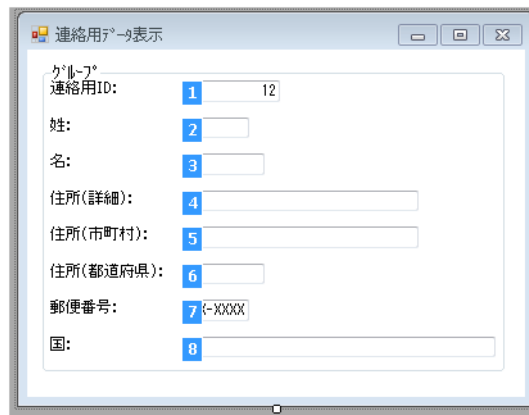 連絡用ﾃﾞｰﾀ表示
ｸﾞﾙｰﾌﾟ
連絡用ID: 1 12
姓: 2
名: 3
住所(詳細): 4
住所(市町村): 5
住所(都道府県): 6
郵便番号: 7 -XXXX
国: 8